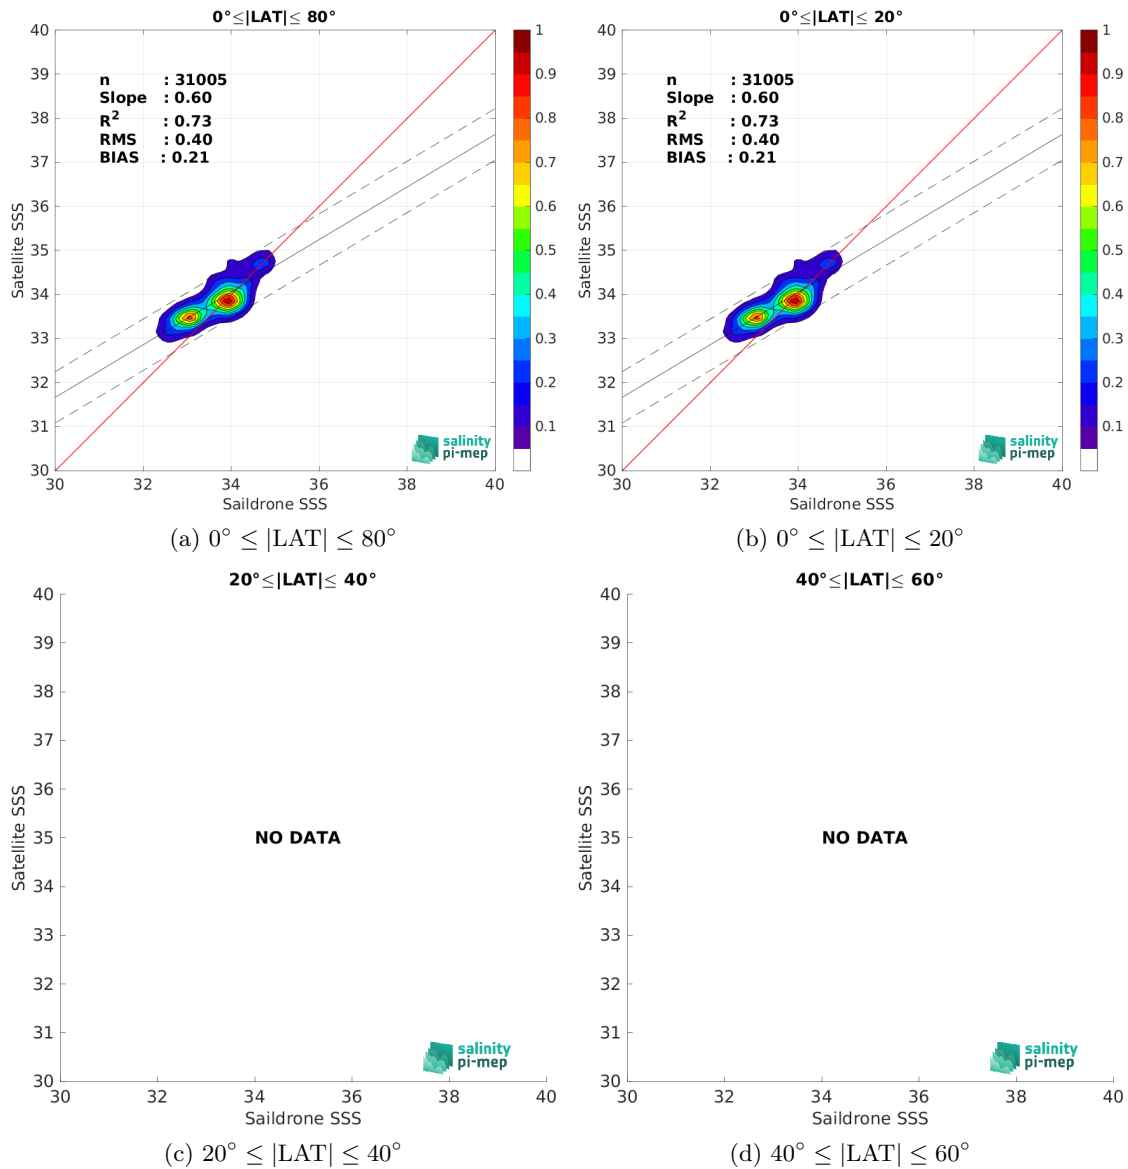 0°≤|LAT|≤ 80°
40
39
38
37
36
35
34
33
32
31
30
Satellite SSS
n : 31005
Slope : 0.60
R² : 0.73
RMS : 0.40
BIAS : 0.21
1
0.9
0.8
0.7
0.6
0.5
0.4
0.3
0.2
0.1
salinity
pi-mep
30 32 34 36 38 40
Saildrone SSS
(a) 0° ≤ |LAT| ≤ 80°
0°≤|LAT|≤ 20°
40
39
38
37
36
35
34
33
32
31
30
Satellite SSS
n : 31005
Slope : 0.60
R² : 0.73
RMS : 0.40
BIAS : 0.21
1
0.9
0.8
0.7
0.6
0.5
0.4
0.3
0.2
0.1
salinity
pi-mep
30 32 34 36 38 40
Saildrone SSS
(b) 0° ≤ |LAT| ≤ 20°
20°≤|LAT|≤ 40°
40
39
38
37
36
35
34
33
32
31
30
Satellite SSS
NO DATA
salinity
pi-mep
30 32 34 36 38 40
Saildrone SSS
(c) 20° ≤ |LAT| ≤ 40°
40°≤|LAT|≤ 60°
40
39
38
37
36
35
34
33
32
31
30
Satellite SSS
NO DATA
salinity
pi-mep
30 32 34 36 38 40
Saildrone SSS
(d) 40° ≤ |LAT| ≤ 60°